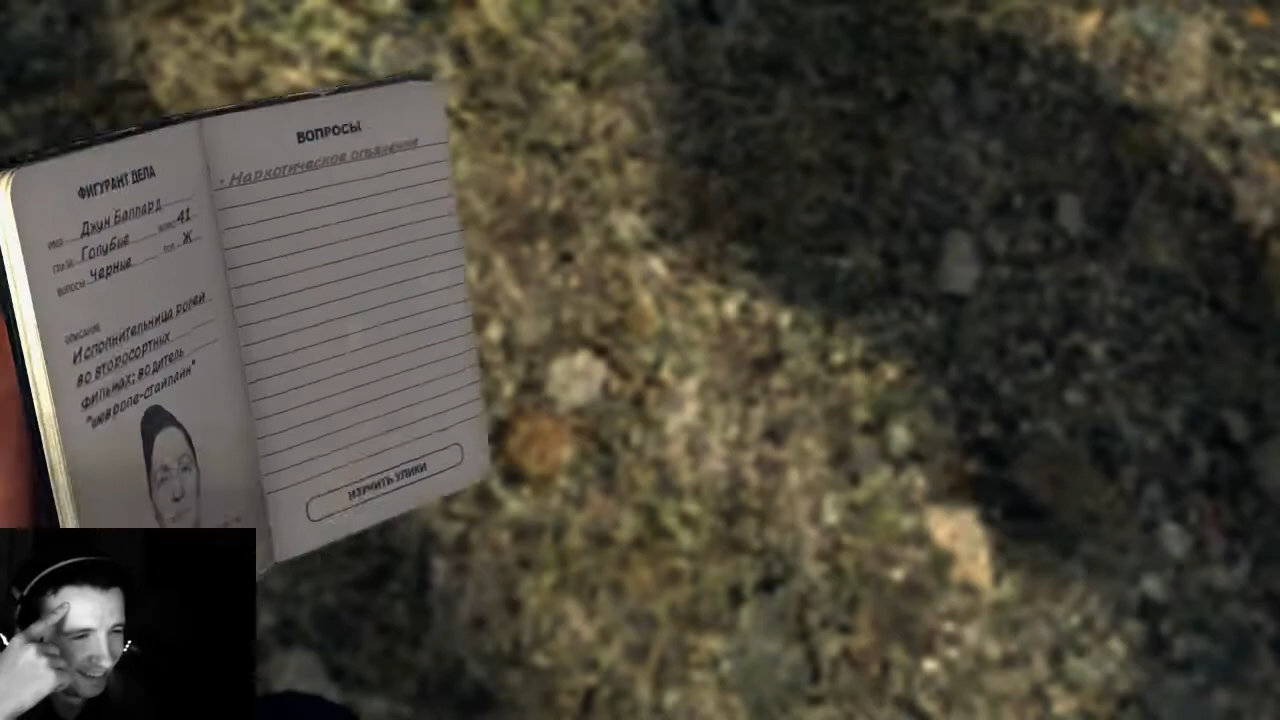 ФИГУРАНТ ДЕЛА
Джун Баллард
Голубые 41
Черные Ж
ОПИСАНИЕ
Исполнительница ролей
во второсортных
фильмах; водитель
"шевроле-стайлайн"
ВОПРОСЫ
• Наркотическое опьянение
ИЗУЧИТЬ УЛИКИ